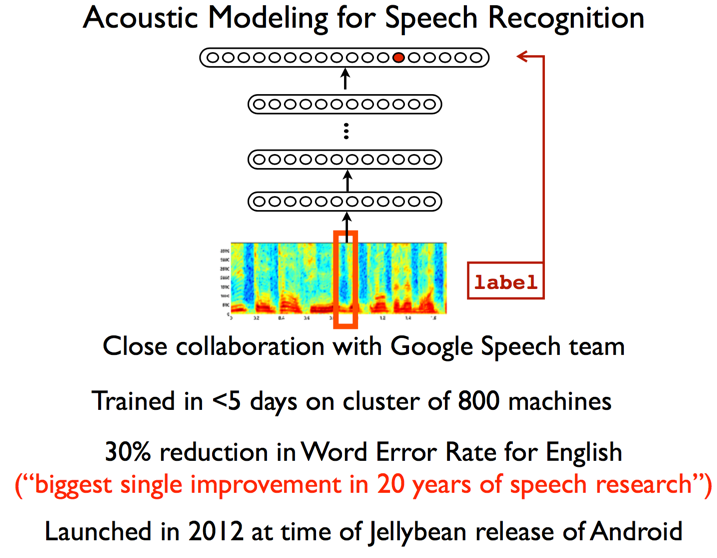 Acoustic Modeling for Speech Recognition
label
Close collaboration with Google Speech team
Trained in <5 days on cluster of 800 machines
30% reduction in Word Error Rate for English
(“biggest single improvement in 20 years of speech research”)
Launched in 2012 at time of Jellybean release of Android